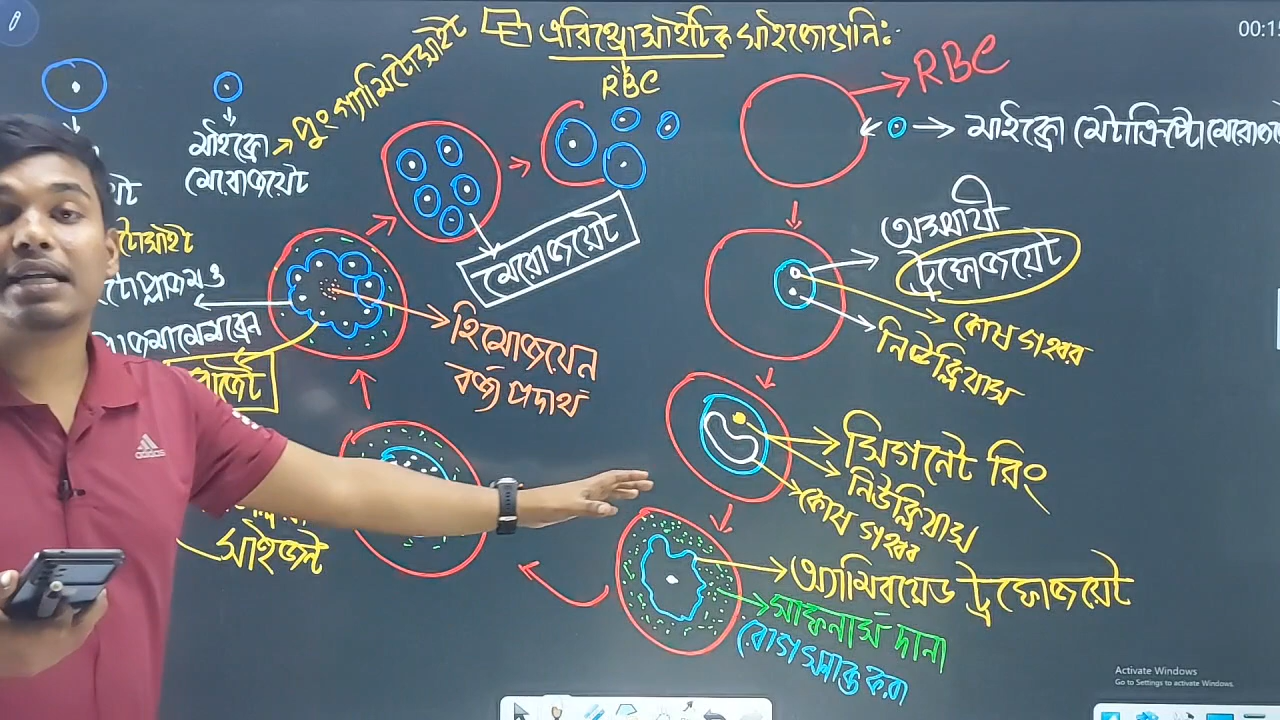 এরিথ্রোসাইটিক সাইজোগনি:
RBC
00:1
মাইক্রো
মেরোজয়েট
পুং গ্যামিটোসাইট
RBC
মাইক্রো মেটাক্রিপ্টোমেরোজ
অস্থায়ী
ট্রফোজয়েট
কোষ গহ্বর
নিউক্লিয়াস
সিগনেট রিং
নিউক্লিয়াস
কোষ গহ্বর
অ্যামিবয়েড ট্রফোজয়েট
সাফনার্স দানা
রোগ সনাক্ত করা
সাইজন্ট
হিমোজয়েন
বর্জ্য পদার্থ
মেরোজয়েট
adidas
Activate Windows
Go to Settings to activate Windows.